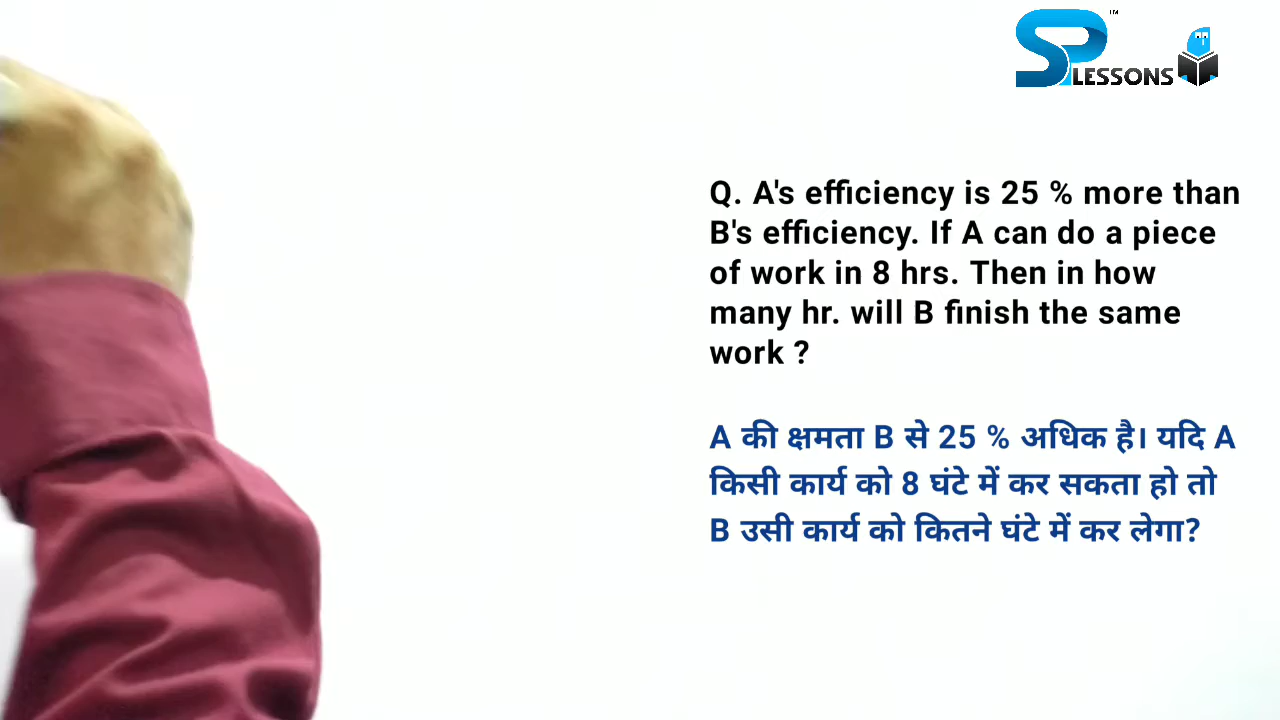 SP LESSONS™
Q. A's efficiency is 25 % more than
B's efficiency. If A can do a piece
of work in 8 hrs. Then in how
many hr. will B finish the same
work ?
A की क्षमता B से 25 % अधिक है। यदि A
किसी कार्य को 8 घंटे में कर सकता हो तो
B उसी कार्य को कितने घंटे में कर लेगा?